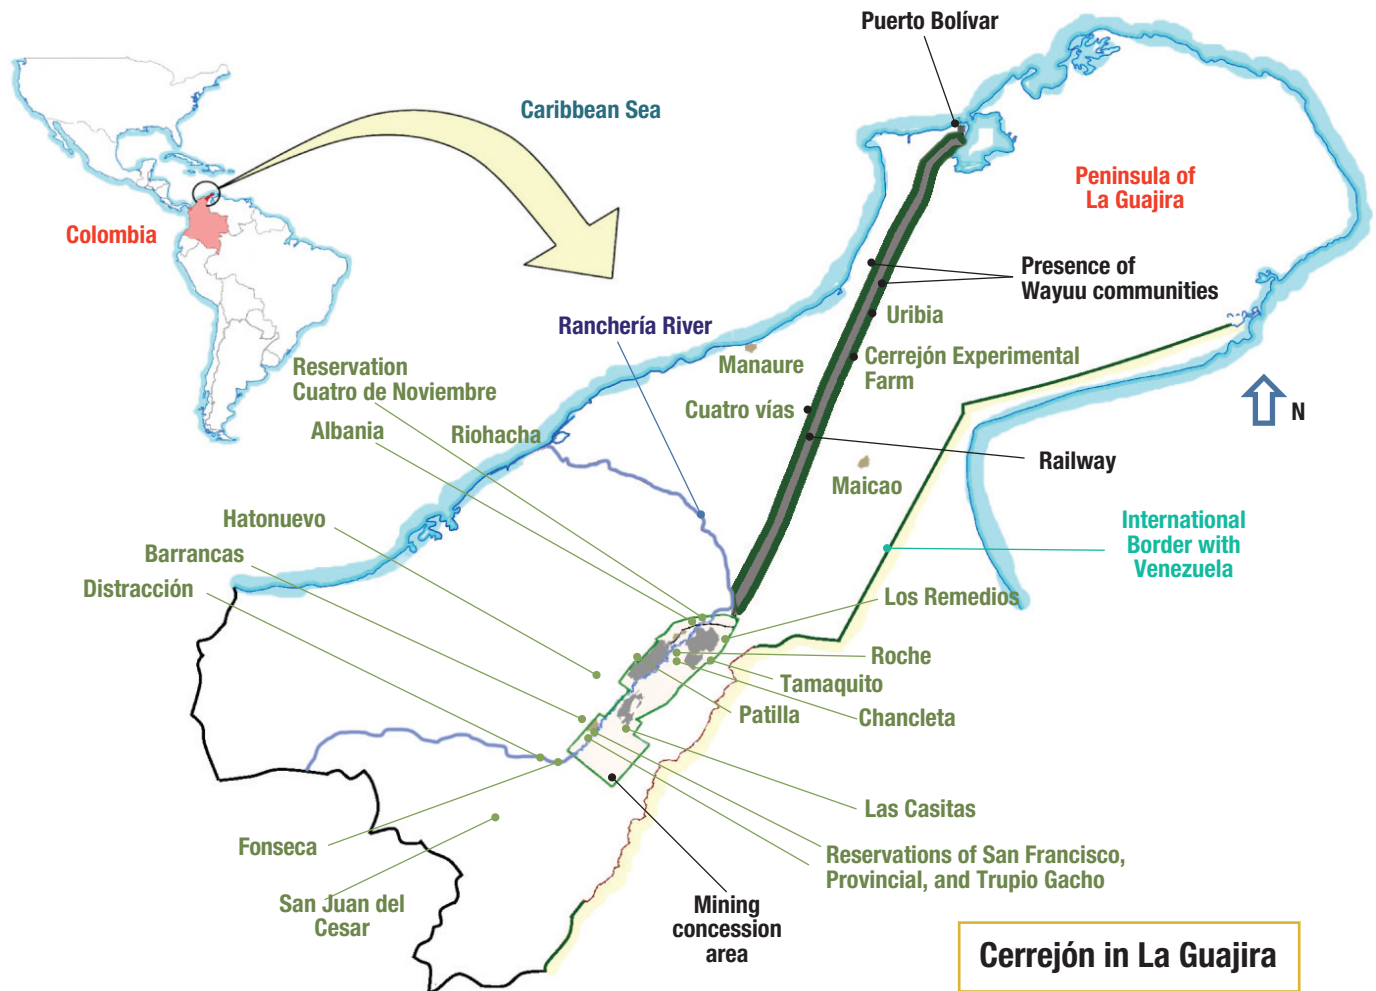 Puerto Bolívar
Caribbean Sea
Colombia
Peninsula of
La Guajira
Presence of
Wayuu communities
Uribia
Ranchería River
Manaure
Cerrejón Experimental
Farm
Reservation
Cuatro de Noviembre
Cuatro vías
N
Albania
Riohacha
Railway
Maicao
Hatonuevo
International
Border with
Venezuela
Barrancas
Distracción
Los Remedios
Roche
Tamaquito
Patilla
Chancleta
Las Casitas
Fonseca
Reservations of San Francisco,
Provincial, and Trupio Gacho
San Juan del
Cesar
Mining
concession
area
Cerrejón in La Guajira